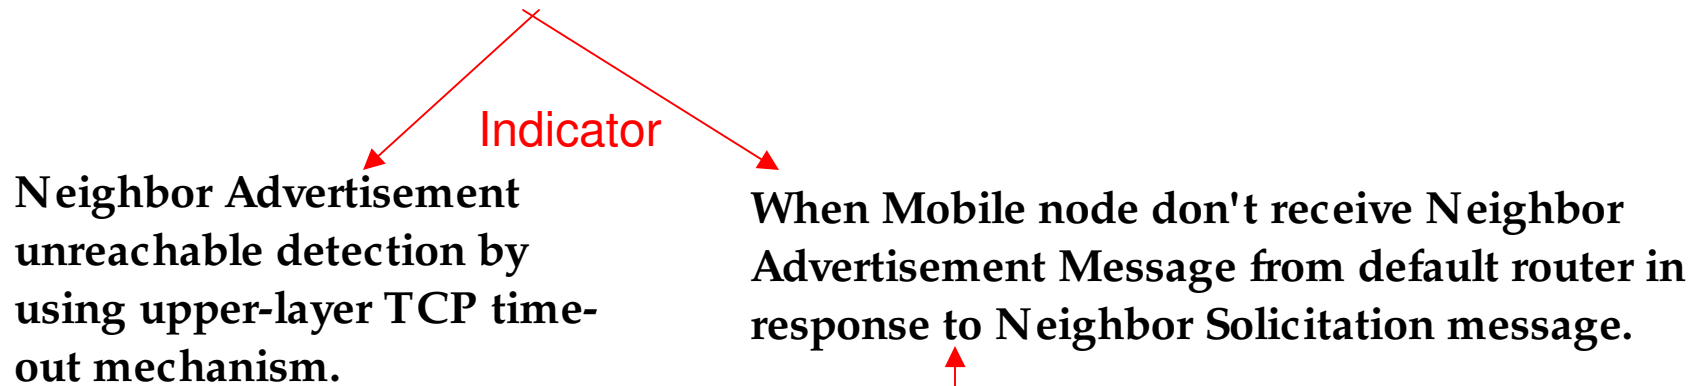 Indicator
Neighbor Advertisement
unreachable detection by
using upper-layer TCP time-
out mechanism.
When Mobile node don't receive Neighbor
Advertisement Message from default router in
response to Neighbor Solicitation message.